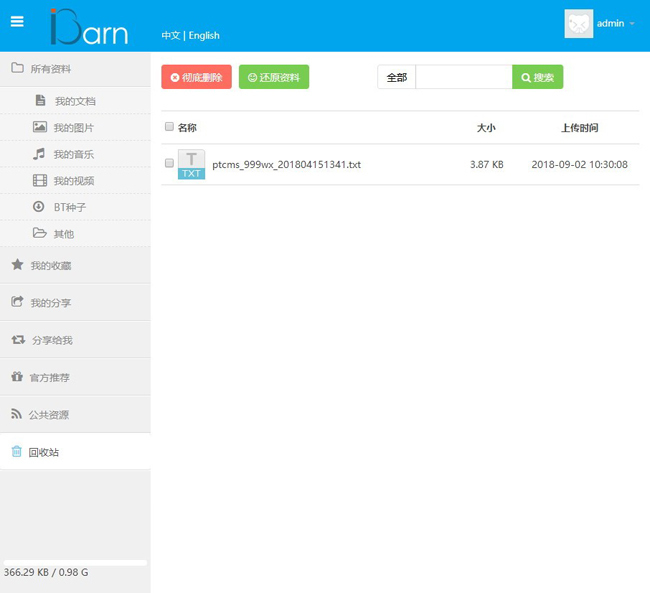 iBarn
中文 | English
admin
所有资料
我的文档
我的图片
我的音乐
我的视频
BT种子
其他
我的收藏
我的分享
分享给我
官方推荐
公共资源
回收站
366.29 KB / 0.98 G
彻底删除 还原资料 全部 搜索
名称 大小 上传时间
T
TXT
ptcms_999wx_201804151341.txt 3.87 KB 2018-09-02 10:30:08